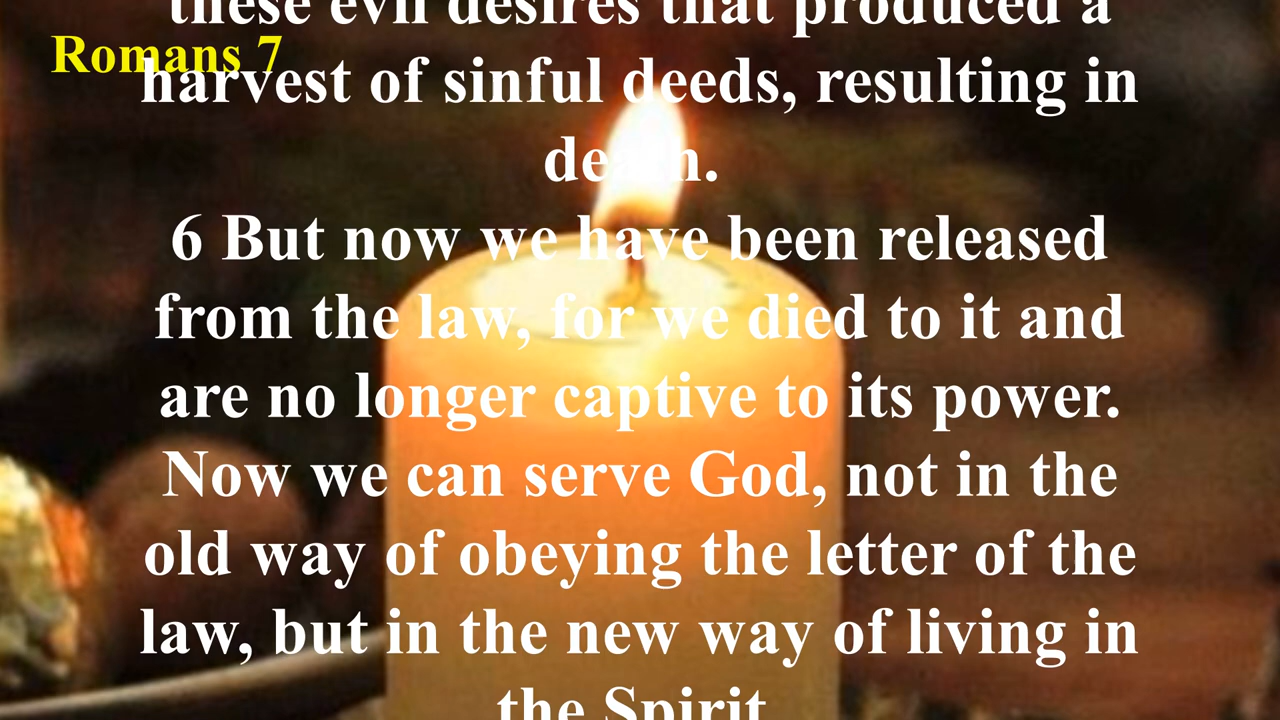 these evil desires that produced a
Romans 7
harvest of sinful deeds, resulting in
death.
6 But now we have been released
from the law, for we died to it and
are no longer captive to its power.
Now we can serve God, not in the
old way of obeying the letter of the
law, but in the new way of living in
the Spirit